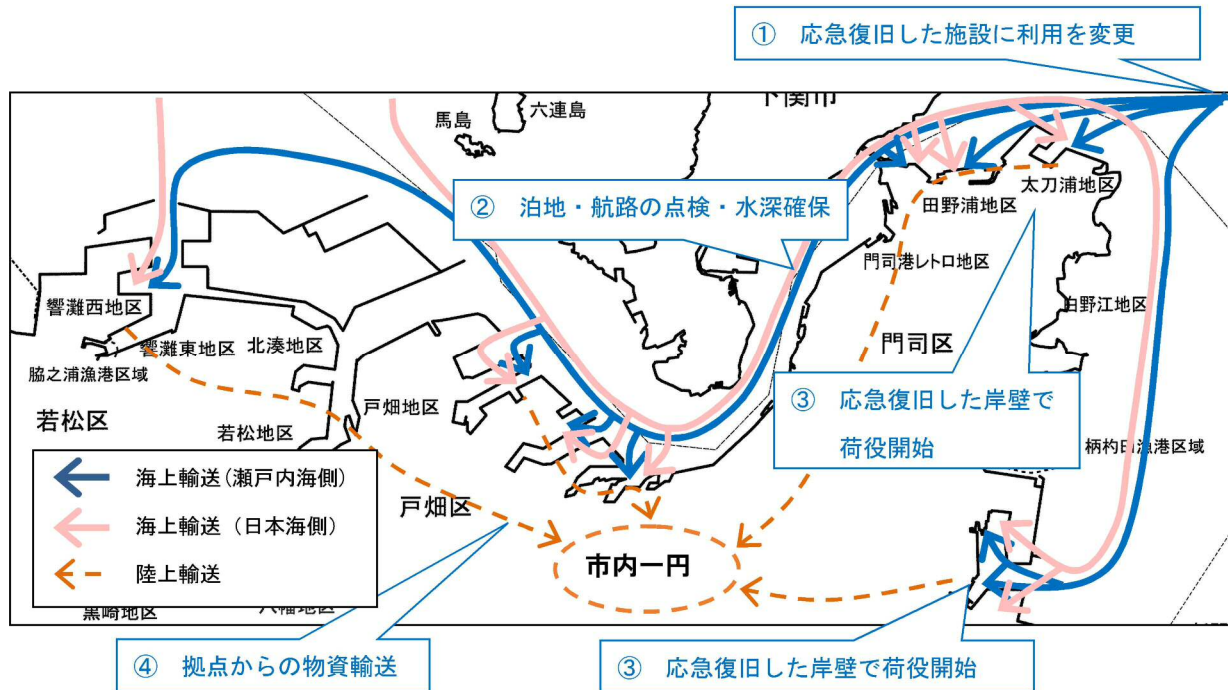 ① 応急復旧した施設に利用を変更
下関市
六連島
馬島
② 泊地・航路の点検・水深確保
太刀浦地区
田野浦地区
門司港レトロ地区
白野江地区
響灘西地区
響灘東地区
北湊地区
脇之浦漁港区域
門司区
戸畑地区
若松区
若松地区
③ 応急復旧した岸壁で
荷役開始
柄杓田漁港区域
海上輸送(瀬戸内海側)
海上輸送(日本海側)
陸上輸送
戸畑区
市内一円
黒崎地区
八幡地区
④ 拠点からの物資輸送
③ 応急復旧した岸壁で荷役開始